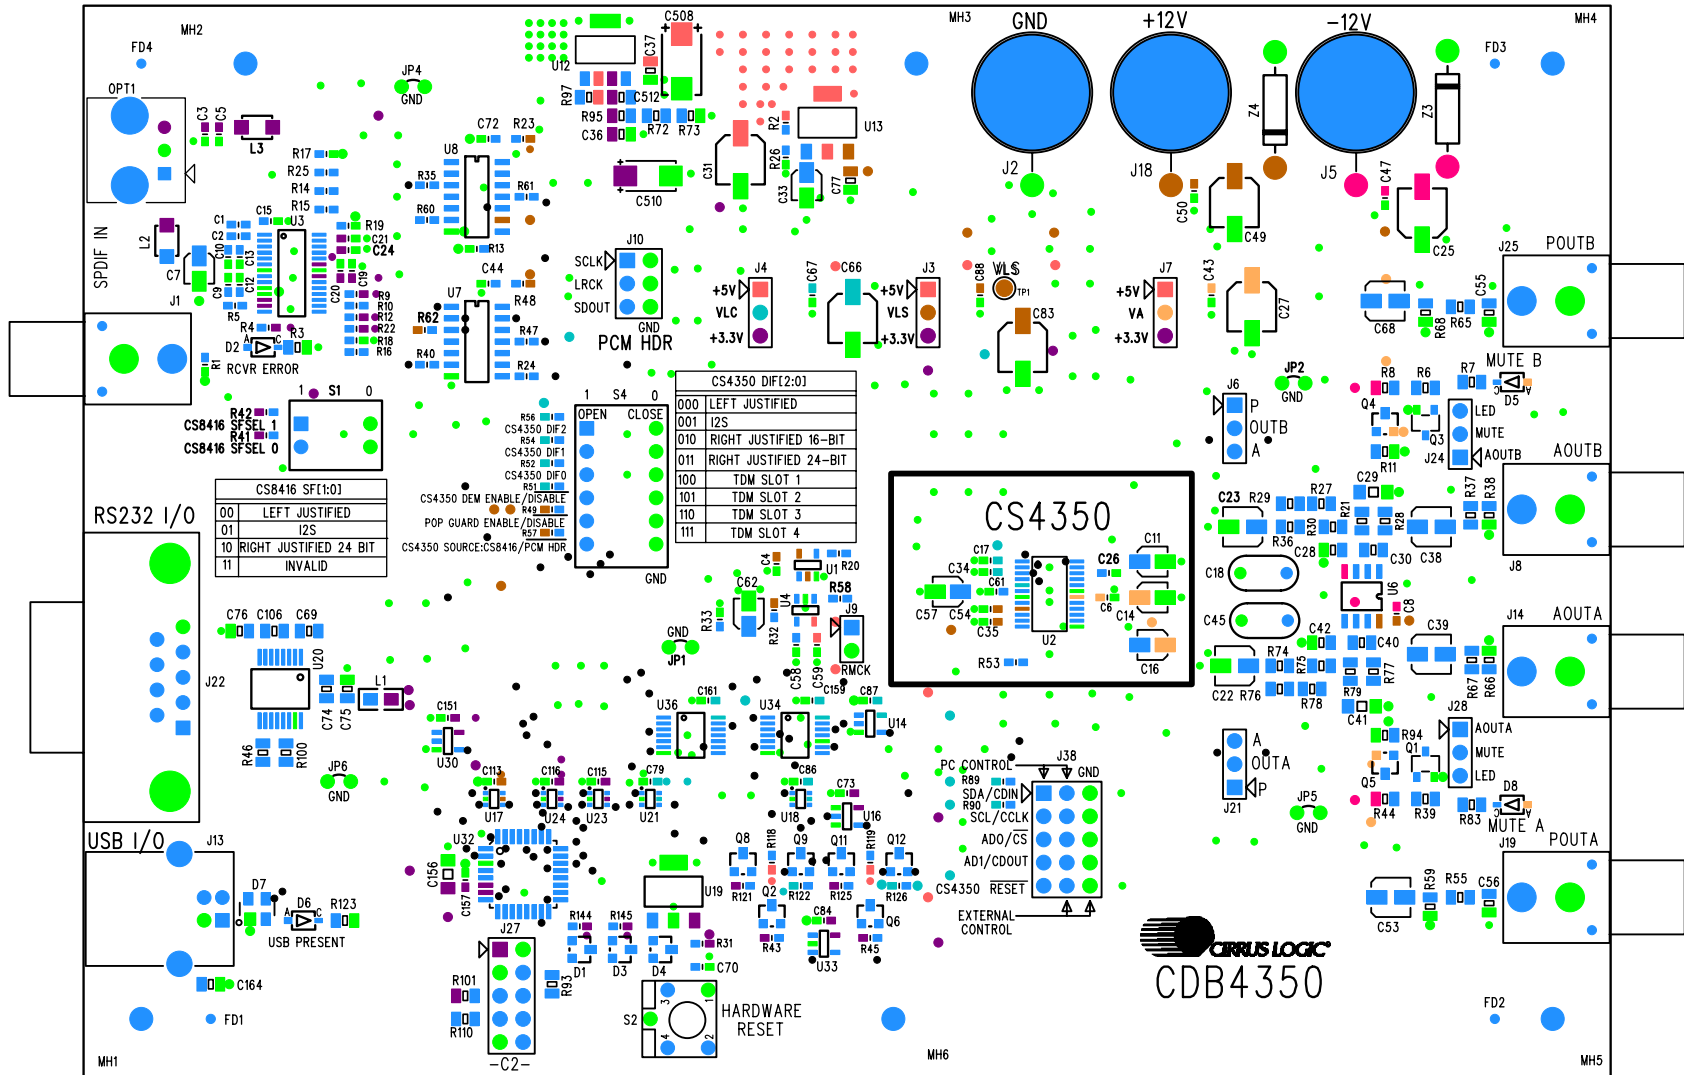 MH2
C508
MH3
GND
+12V
-12V
MH4
FD4
U12
C37
FD3
OPT1
JP4
GND
R97
C512
Z4
Z3
C3
C5
R95
R72
R73
R2
U13
L3
C36
C72
R23
R17
U8
C31
R26
R25
R35
R61
C33
C77
J2
J18
J5
C47
R14
C510
C50
R15
R60
C15
U3
C1
R19
C2
C21
C49
C25
J25
POUTB
SPDIF IN
L2
C10
C13
C24
R13
J10
C7
C19
SCLK
J4
C67
C66
J3
C88
VLS
J7
C43
C55
C9
C12
C20
R9
U7
C44
LRCK
+5V
+5V
TP1
+5V
J1
R5
R10
R48
SDOUT
VLC
VLS
C83
VA
C27
C68
R68
R65
R4
R12
R62
GND
+3.3V
+3.3V
+3.3V
R22
R47
PCM HDR
D2
A
C
R3
R18
R16
R40
R24
RCVR ERROR
R1
MUTE B
JP2
GND
R8
R6
R7
C
A
D5
1
S1
0
1
S4
0
CS4350 DIF[2:0]
J6
R42
OPEN
CLOSE
000
LEFT JUSTIFIED
P
Q4
LED
CS8416 SFSEL 1
R56
001
I2S
OUTB
Q3
MUTE
R41
CS4350 DIF2
010
RIGHT JUSTIFIED 16-BIT
A
CS8416 SFSEL 0
R54
CS4350 DIF1
011
RIGHT JUSTIFIED 24-BIT
R11
J24
AOUTB
AOUTB
R52
CS4350 DIF0
100
TDM SLOT 1
CS8416 SF[1:0]
R51
101
TDM SLOT 2
00
LEFT JUSTIFIED
CS4350 DEM ENABLE/DISABLE
R49
110
TDM SLOT 3
01
I2S
POP GUARD ENABLE/DISABLE
R57
111
TDM SLOT 4
10
RIGHT JUSTIFIED 24 BIT
CS4350 SOURCE:CS8416/PCM HDR
11
INVALID
GND
CS4350
C29
C23
R29
R27
R21
R28
R37
R38
R36
R30
C28
C30
C38
J8
RS232 I/O
C4
U1
R20
C17
C34
C26
C11
C18
C62
R58
C61
U6
C8
R33
U4
J9
C57
C54
C6
C14
R32
C35
U2
C45
C76
C106
C69
GND
JP1
C42
C40
C39
J14
AOUTA
U20
C58
C59
RMCK
R53
C16
R74
R75
J22
L1
C22
R76
R77
R67
R66
C74
C75
C151
U36
C161
U34
C159
C87
U14
R78
R79
C41
J28
R46
R100
U30
J38
A
R94
AOUTA
PC CONTROL
GND
OUTA
Q1
MUTE
JP6
GND
C113
C116
C115
C79
C86
C73
R89
SDA/CDIN
R90
P
J21
Q5
LED
SCL/CCLK
JP5
GND
R44
R39
R83
D8
C
A
U17
U24
U23
U21
U18
U16
MUTE A
USB I/O
J13
U32
Q8
R118
Q9
Q11
R119
Q12
ADO/CS
J19
POUTA
AD1/CDOUT
C156
U19
CS4350 RESET
R59
R55
C56
D7
C157
R121
R122
R125
R126
D6
A
C
R123
Q2
Q6
EXTERNAL
CONTROL
C53
USB PRESENT
J27
R144
R145
R31
R43
C84
R45
CIRRUS LOGIC
C164
R101
R93
D1
D3
D4
C70
U33
CDB4350
R110
S2
3
1
4
2
HARDWARE
RESET
FD1
FD2
MH1
-C2-
MH6
MH5